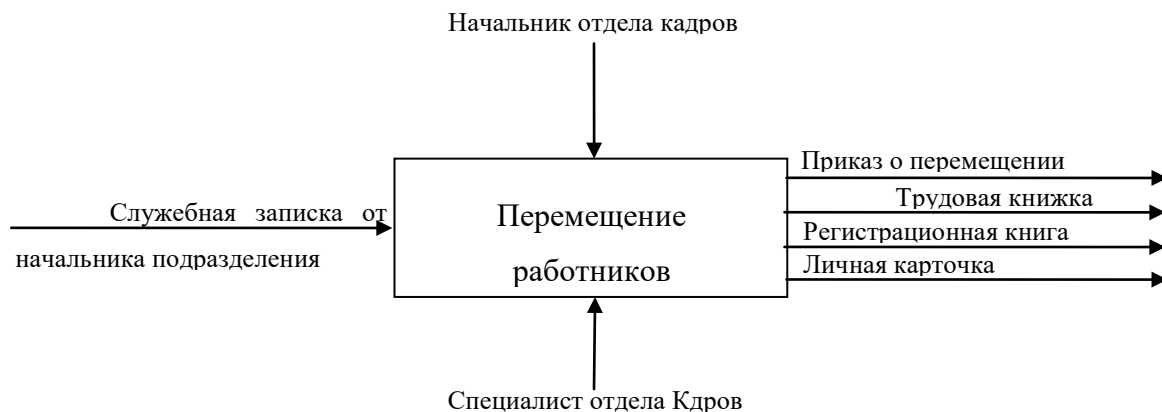 Начальник отдела кадров
Приказ о перемещении
Трудовая книжка
Регистрационная книга
Личная карточка
Служебная записка от
начальника подразделения
Перемещение
работников
Специалист отдела Кдров